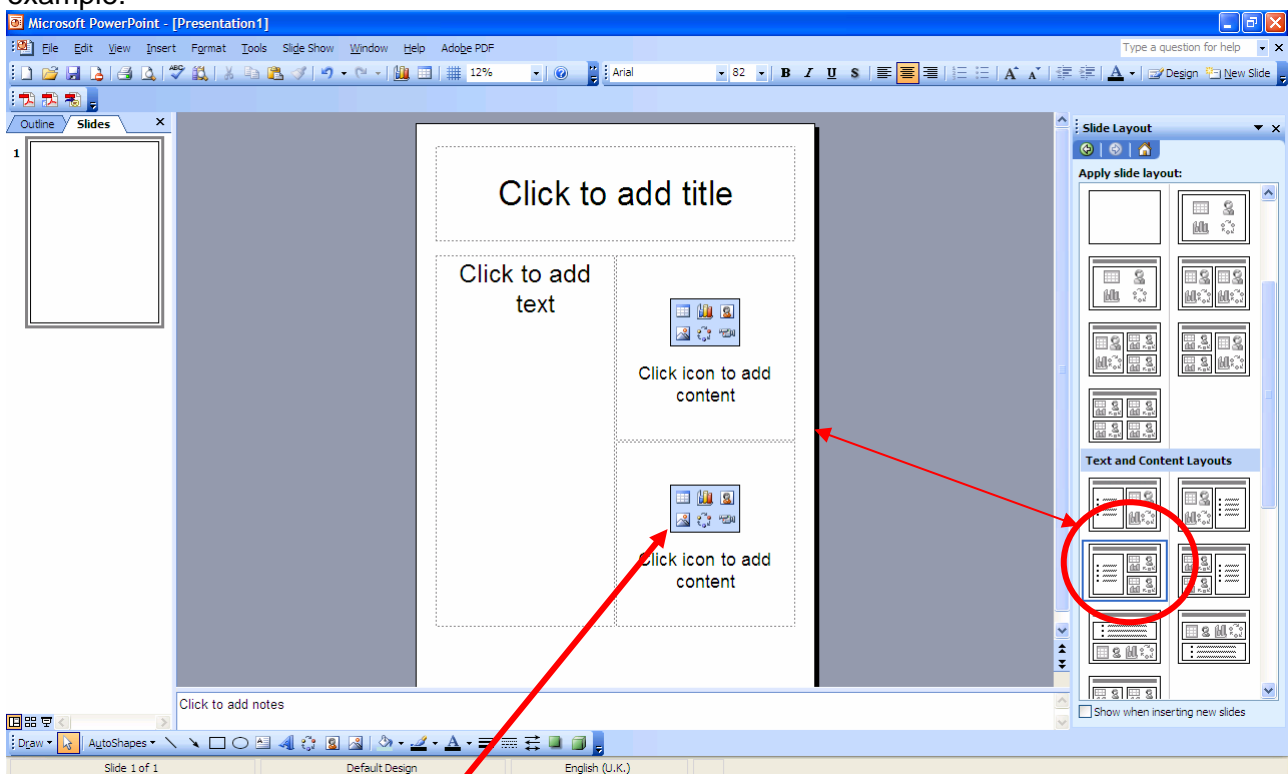 example:
Microsoft PowerPoint - [Presentation1]
File Edit View Insert Format Tools Slide Show Window Help Adobe PDF
Type a question for help
12%
Arial
82
B I U S
Design
New Slide
Outline Slides
1
Click to add title
Click to add
text
Click icon to add
content
Click icon to add
content
Slide Layout
Apply slide layout:
Text and Content Layouts
Show when inserting new slides
Click to add notes
Draw AutoShapes
Slide 1 of 1
Default Design
English (U.K.)